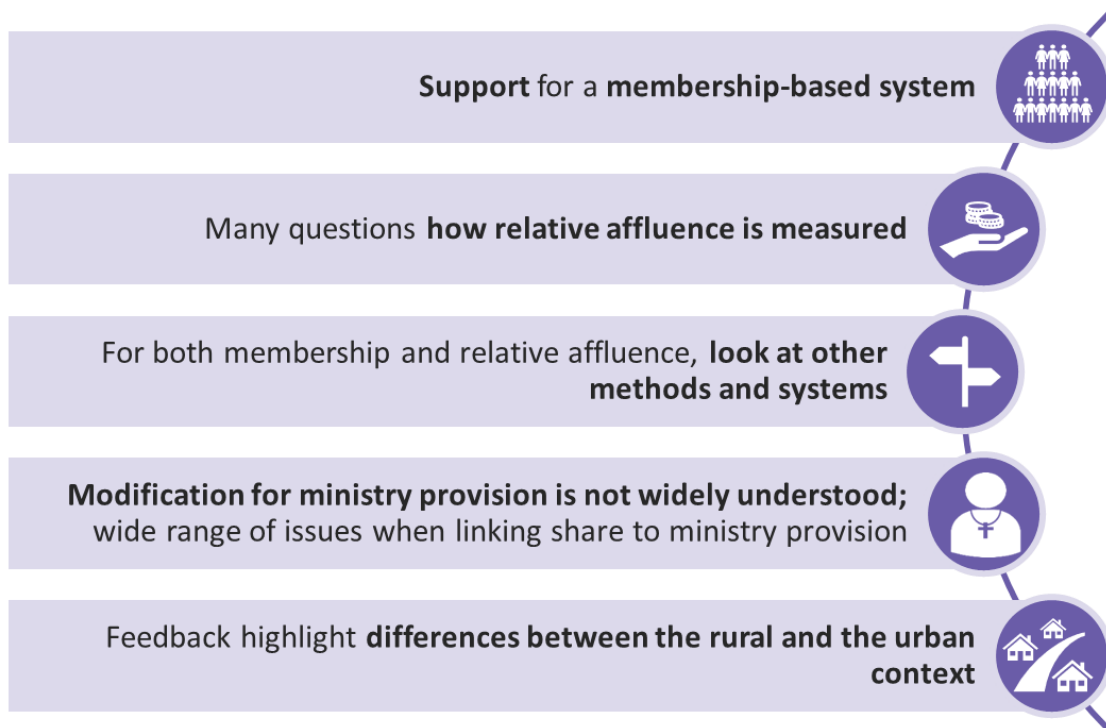 Support for a membership-based system
Many questions how relative affluence is measured
For both membership and relative affluence, look at other
methods and systems
Modification for ministry provision is not widely understood;
wide range of issues when linking share to ministry provision
Feedback highlight differences between the rural and the urban
context